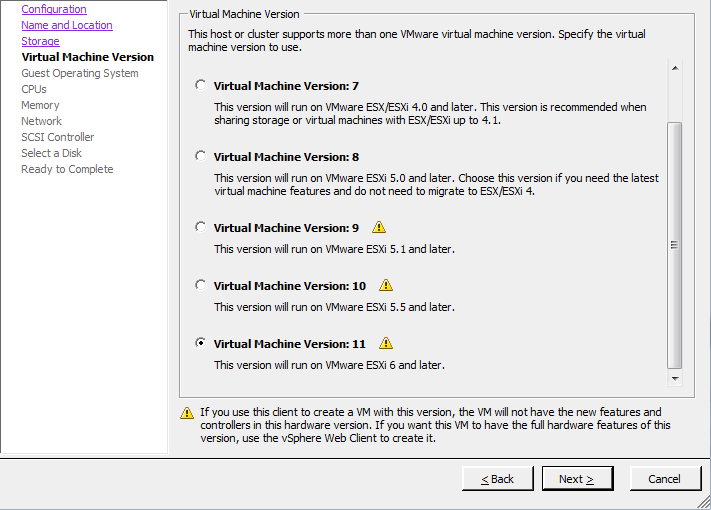 Configuration
Name and Location
Storage
Virtual Machine Version
Guest Operating System
CPUs
Memory
Network
SCSI Controller
Select a Disk
Ready to Complete
Virtual Machine Version
This host or cluster supports more than one VMware virtual machine version. Specify the virtual
machine version to use.
Virtual Machine Version: 7
This version will run on VMware ESX/ESXi 4.0 and later. This version is recommended when
sharing storage or virtual machines with ESX/ESXi up to 4.1.
Virtual Machine Version: 8
This version will run on VMware ESXi 5.0 and later. Choose this version if you need the latest
virtual machine features and do not need to migrate to ESX/ESXi 4.
Virtual Machine Version: 9
This version will run on VMware ESXi 5.1 and later.
Virtual Machine Version: 10
This version will run on VMware ESXi 5.5 and later.
Virtual Machine Version: 11
This version will run on VMware ESXi 6 and later.
If you use this client to create a VM with this version, the VM will not have the new features and
controllers in this hardware version. If you want this VM to have the full hardware features of this
version, use the vSphere Web Client to create it.
< Back
Next >
Cancel